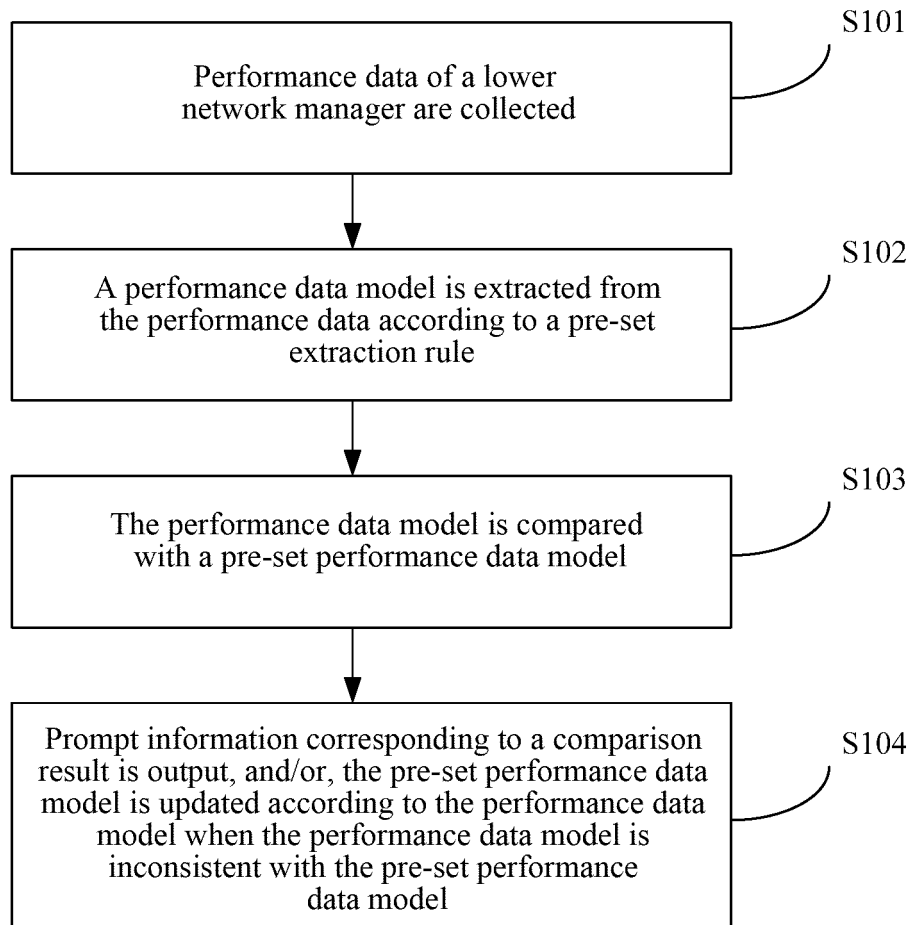 S101
Performance data of a lower
network manager are collected
S102
A performance data model is extracted from
the performance data according to a pre-set
extraction rule
S103
The performance data model is compared
with a pre-set performance data model
S104
Prompt information corresponding to a comparison
result is output, and/or, the pre-set performance data
model is updated according to the performance data
model when the performance data model is
inconsistent with the pre-set performance
data model